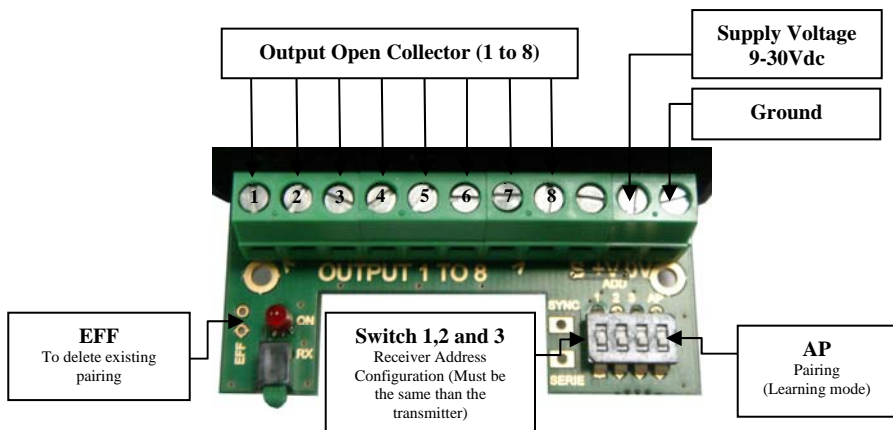 Output Open Collector (1 to 8)
Supply Voltage
9-30Vdc
Ground
1 2 3 4 5 6 7 8
OUTPUT 1 TO 8
S +V 0V
ADD
1 2 3 AP
SYNC
SERIE
ON
RX
EFF
EFF
To delete existing
pairing
Switch 1,2 and 3
Receiver Address
Configuration (Must be
the same than the
transmitter)
AP
Pairing
(Learning mode)